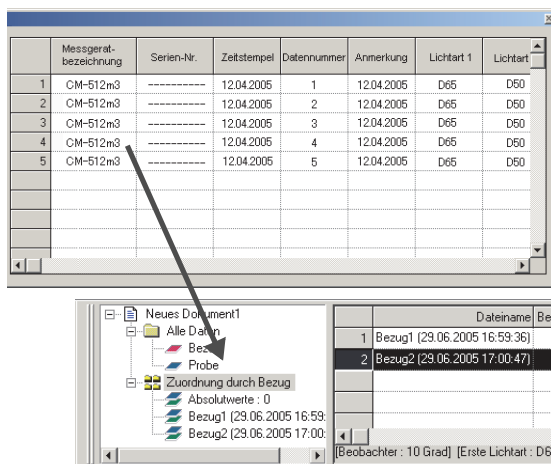 Messgerat-bezeichnung Serien-Nr. Zeitstempel Datennummer Anmerkung Lichtart 1 Lichtart
1 CM-512m3 ---------- 12.04.2005 1 12.04.2005 D65 D50
2 CM-512m3 ---------- 12.04.2005 2 12.04.2005 D65 D50
3 CM-512m3 ---------- 12.04.2005 3 12.04.2005 D65 D50
4 CM-512m3 ---------- 12.04.2005 4 12.04.2005 D65 D50
5 CM-512m3 ---------- 12.04.2005 5 12.04.2005 D65 D50
Neues Dokument1
Alle Daten
Probe
Zuordnung durch Bezug
Absolutwerte : 0
Bezug1 (29.06.2005 16:59:
Bezug2 (29.06.2005 17:00:
Dateiname Be
1 Bezug1 (29.06.2005 16:59:36)
2 Bezug2 (29.06.2005 17:00:47)
[Beobachter : 10 Grad] [Erste Lichtart : D6